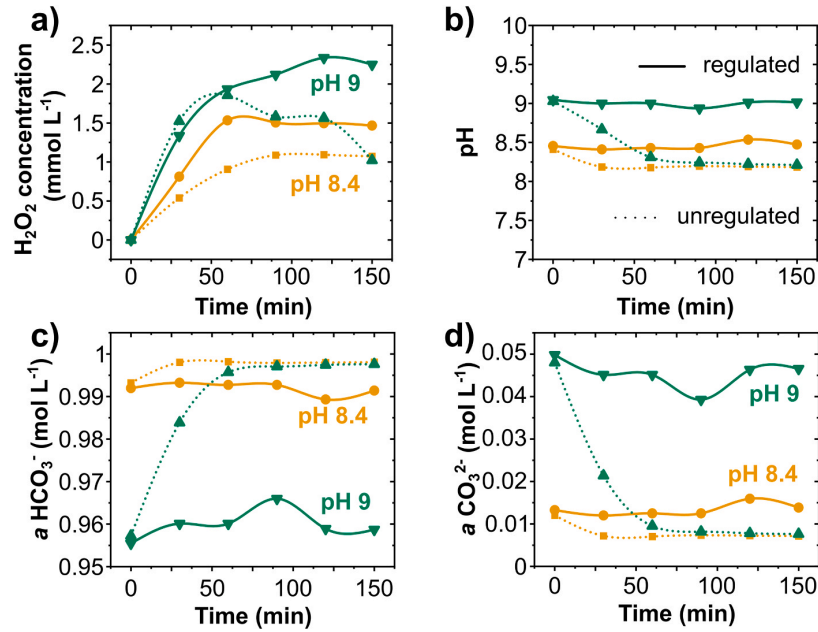 a)
H₂O₂ concentration
(mmol L⁻¹)
2.5
2
1.5
1
0.5
0
pH 9
pH 8.4
0 50 100 150
Time (min)
b)
pH
10
9.5
9
8.5
8
7.5
7
regulated
unregulated
0 50 100 150
Time (min)
c)
a HCO₃⁻ (mol L⁻¹)
1
0.99
0.98
0.97
0.96
0.95
pH 8.4
pH 9
0 50 100 150
Time (min)
d)
a CO₃²⁻ (mol L⁻¹)
0.05
0.04
0.03
0.02
0.01
0
pH 9
pH 8.4
0 50 100 150
Time (min)